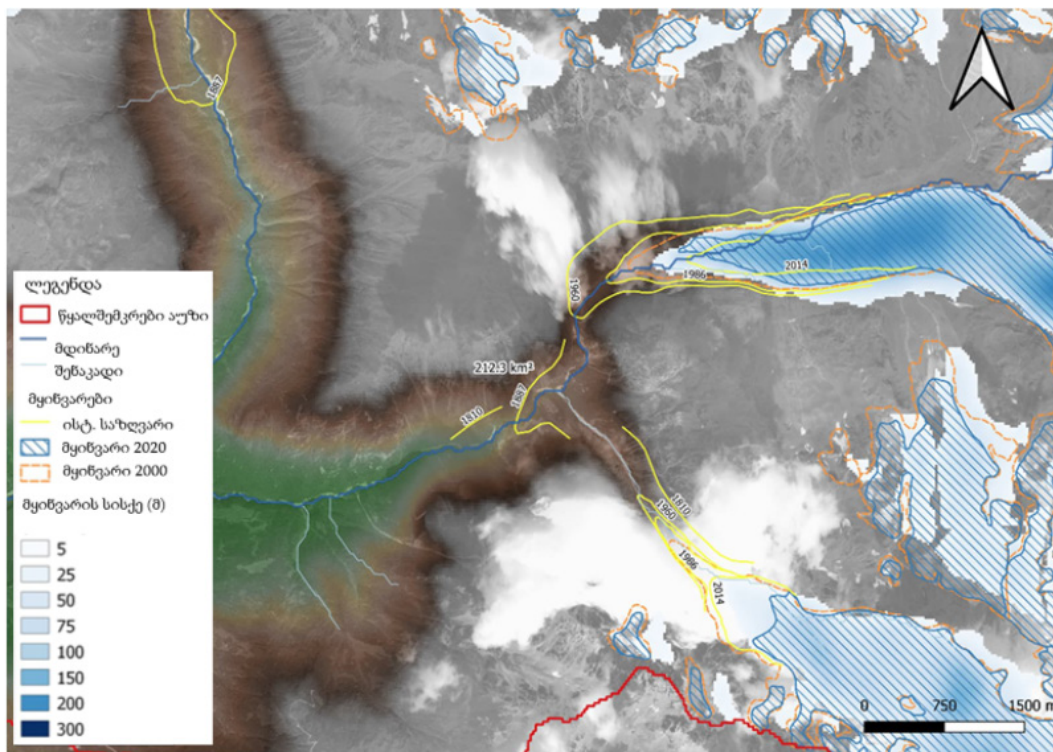 1887
1960
1986
2014
212.3 km²
1887
1810
1810
1960
1986
2014
ლეგენდა
წყალშემკრები აუზი
მდინარე
შენაკადი
მყინვარები
ისტ. საზღვარი
მყინვარი 2020
მყინვარი 2000
მყინვარის სისქე (მ)
5
25
50
75
100
150
200
300
0 750 1500 m